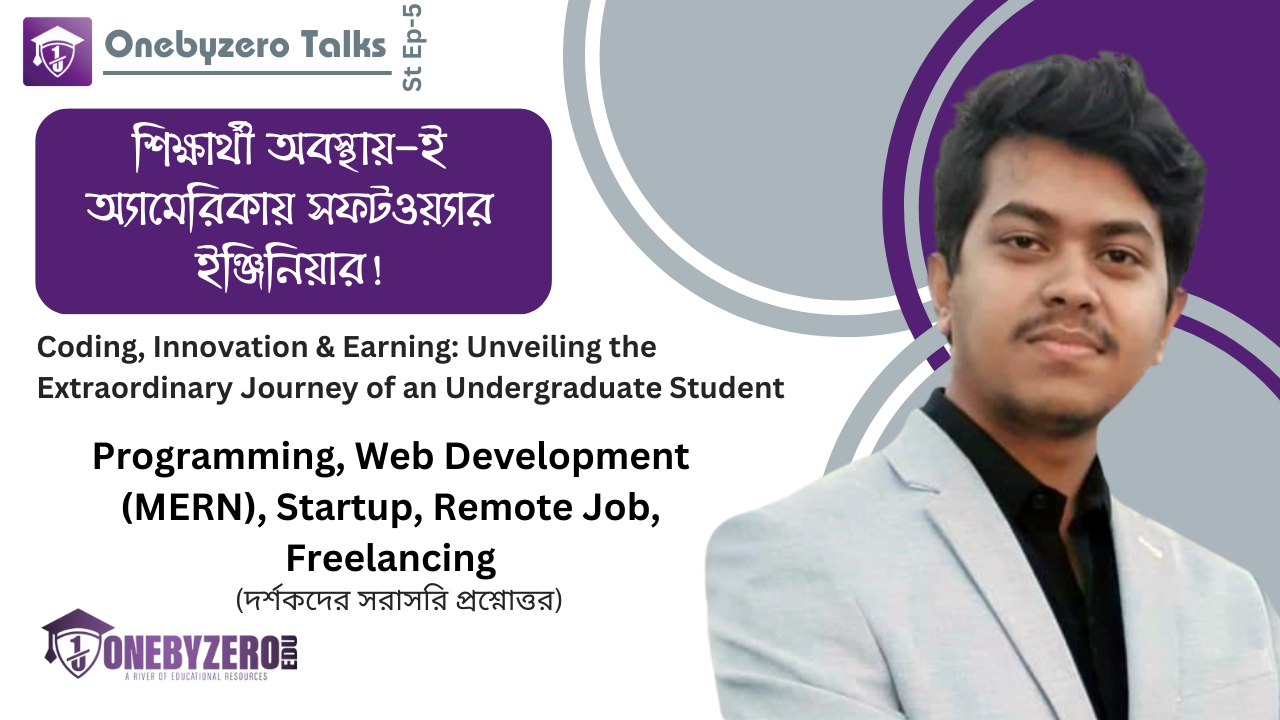 Onebyzero Talks
St Ep-5
শিক্ষার্থী অবস্থায়-ই
অ্যামেরিকায় সফটওয়্যার
ইঞ্জিনিয়ার!
Coding, Innovation & Earning: Unveiling the
Extraordinary Journey of an Undergraduate Student
Programming, Web Development
(MERN), Startup, Remote Job,
Freelancing
(দর্শকদের সরাসরি প্রশ্নোত্তর)
ONEBYZERO EDU
A RIVER OF EDUCATIONAL RESOURCES